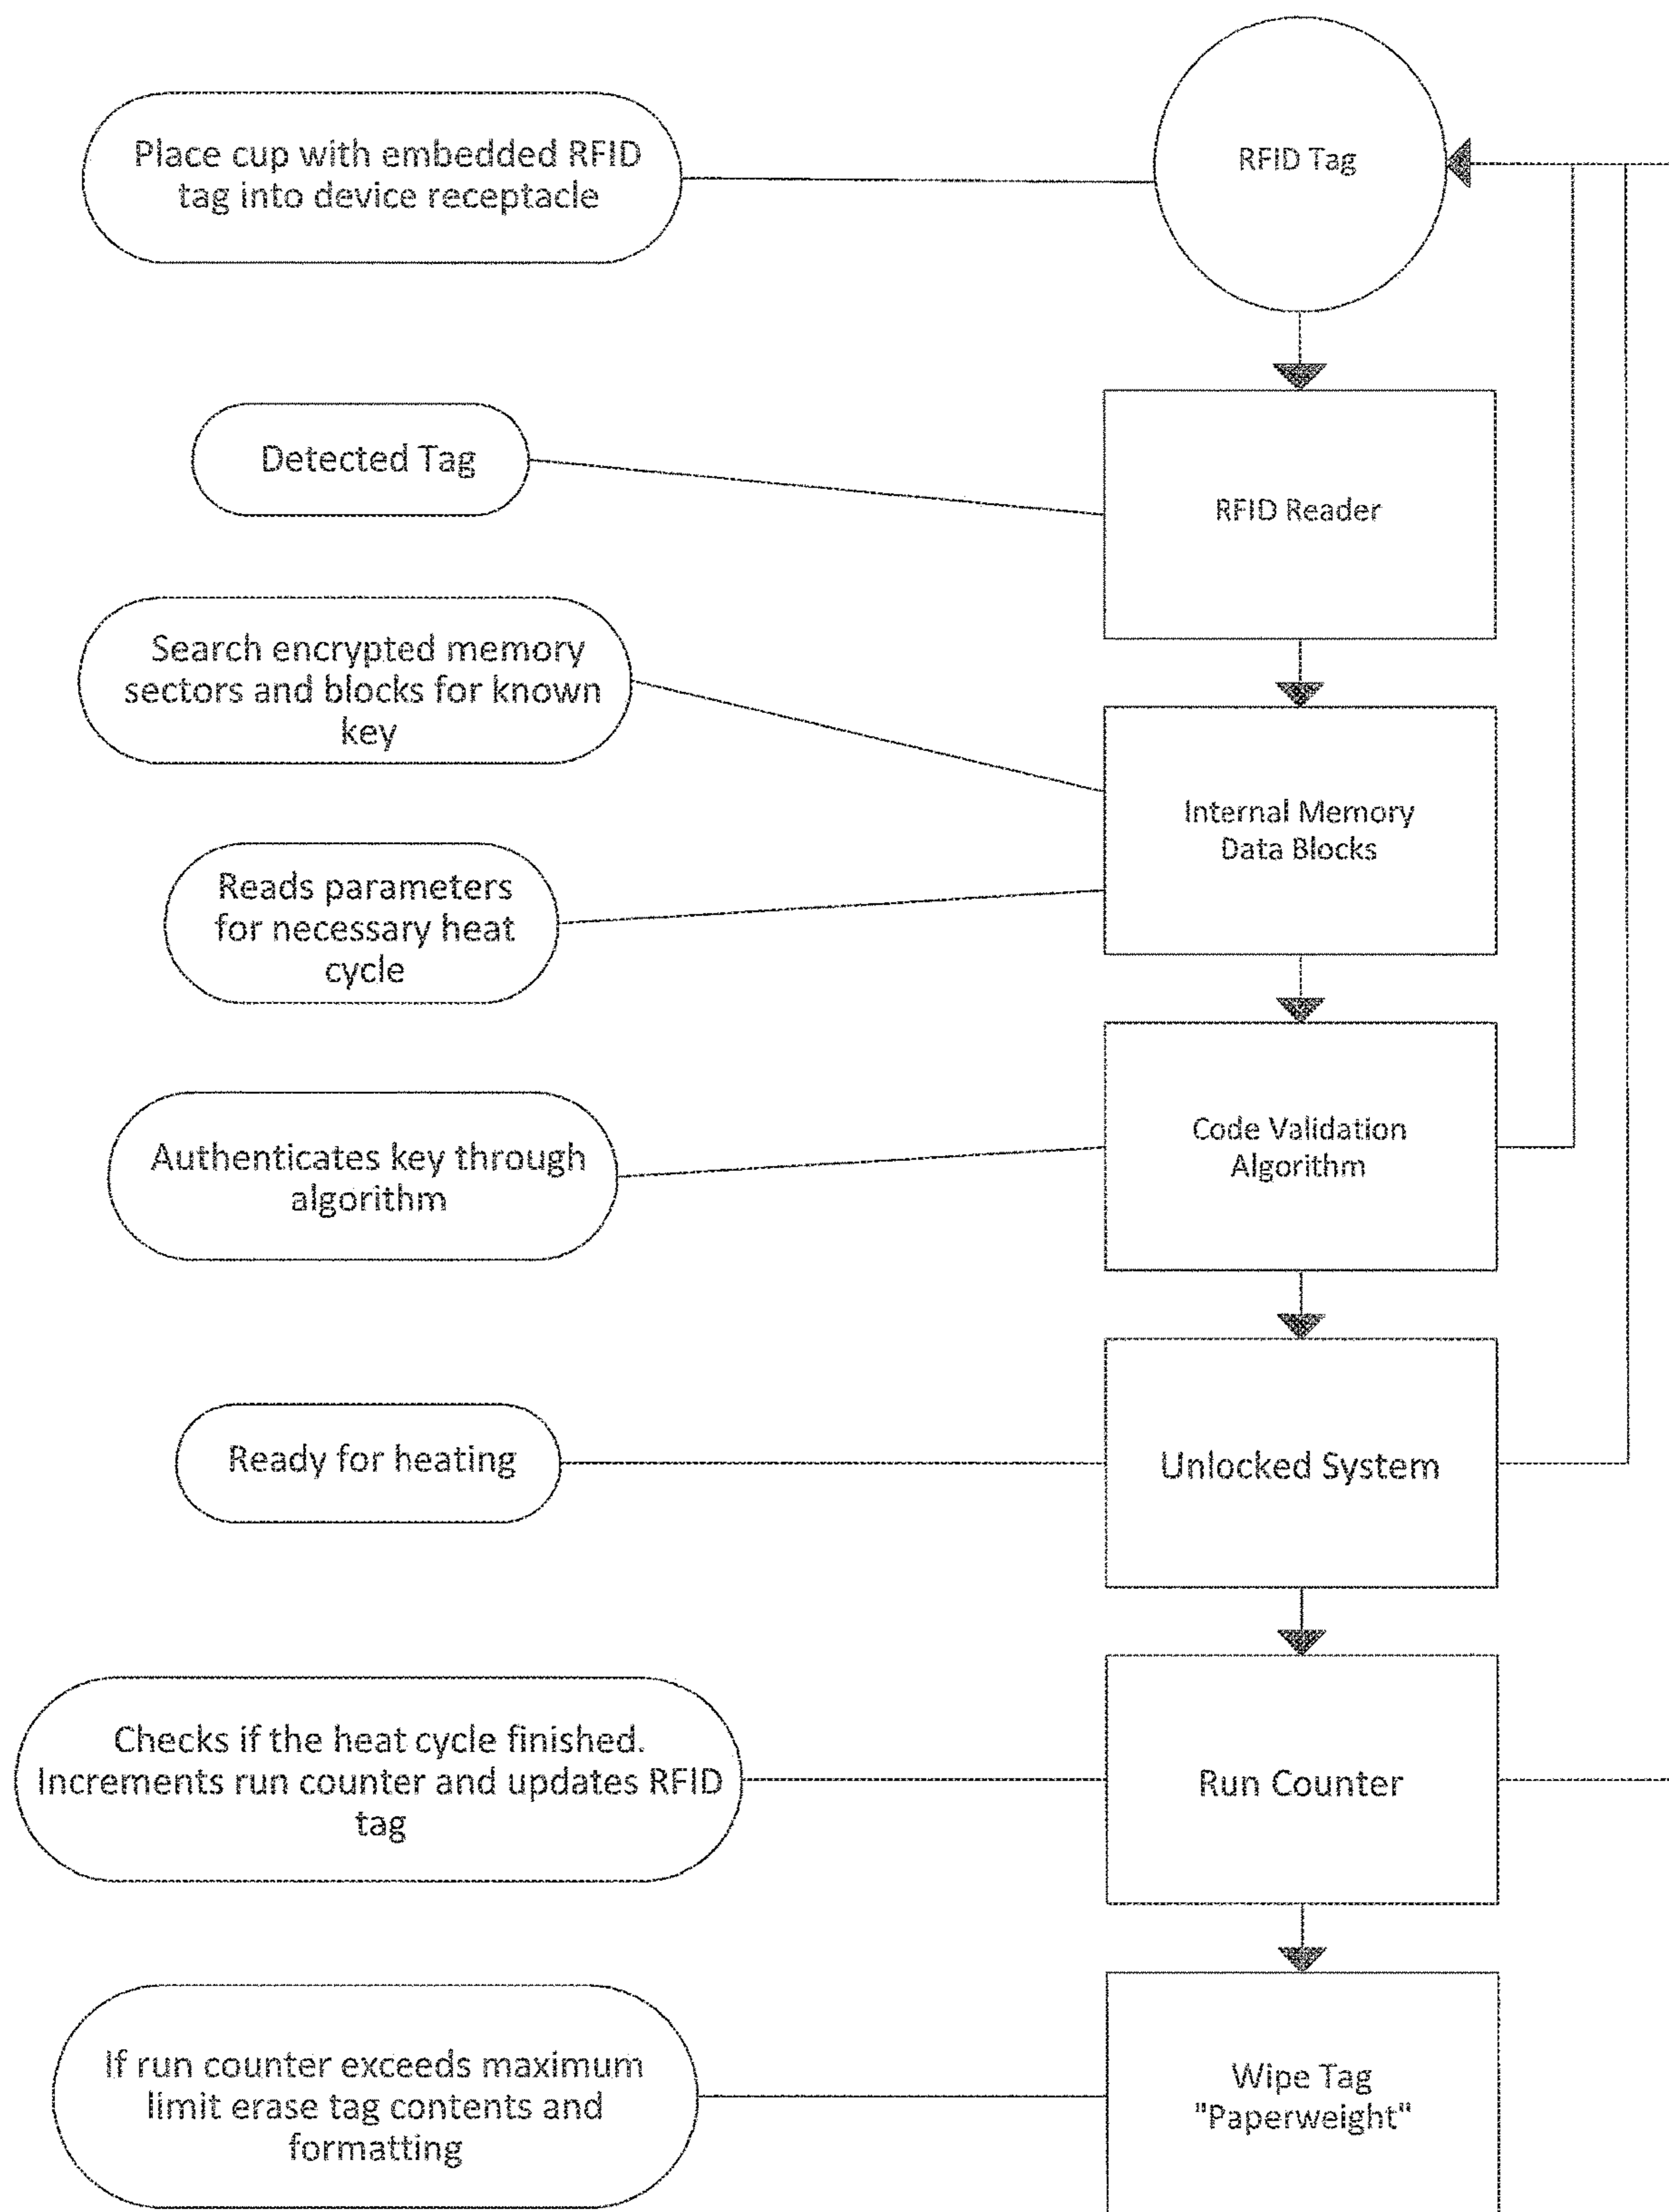 Place cup with embedded RFID
tag into device receptacle
RFID Tag
Detected Tag
RFID Reader
Search encrypted memory
sectors and blocks for known
key
Internal Memory
Data Blocks
Reads parameters
for necessary heat
cycle
Authenticates key through
algorithm
Code Validation
Algorithm
Ready for heating
Unlocked System
Checks if the heat cycle finished.
Increments run counter and updates RFID
tag
Run Counter
If run counter exceeds maximum
limit erase tag contents and
formatting
Wipe Tag
"Paperweight"